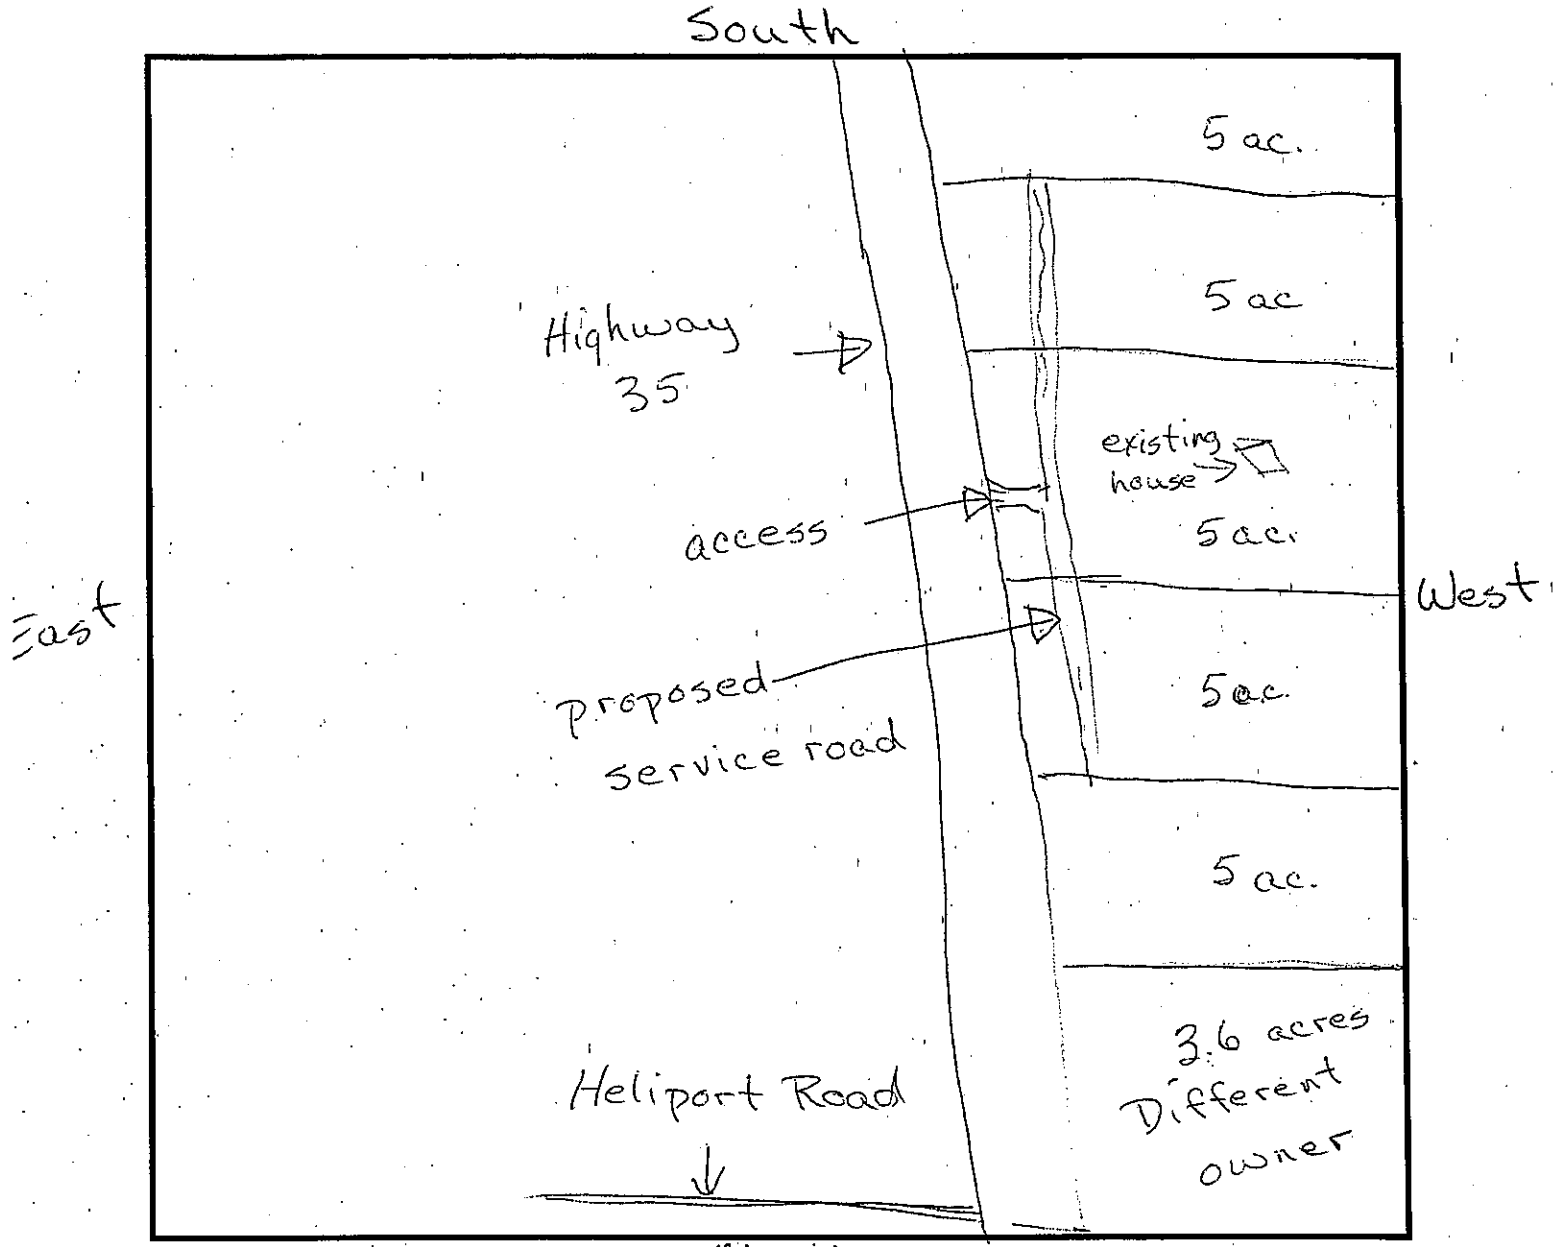 South
5 ac.
5 ac
Highway
35
existing
house
5 ac.
access
East
West
proposed
service road
5 ac.
5 ac.
3.6 acres
Different
owner
Heliport Road